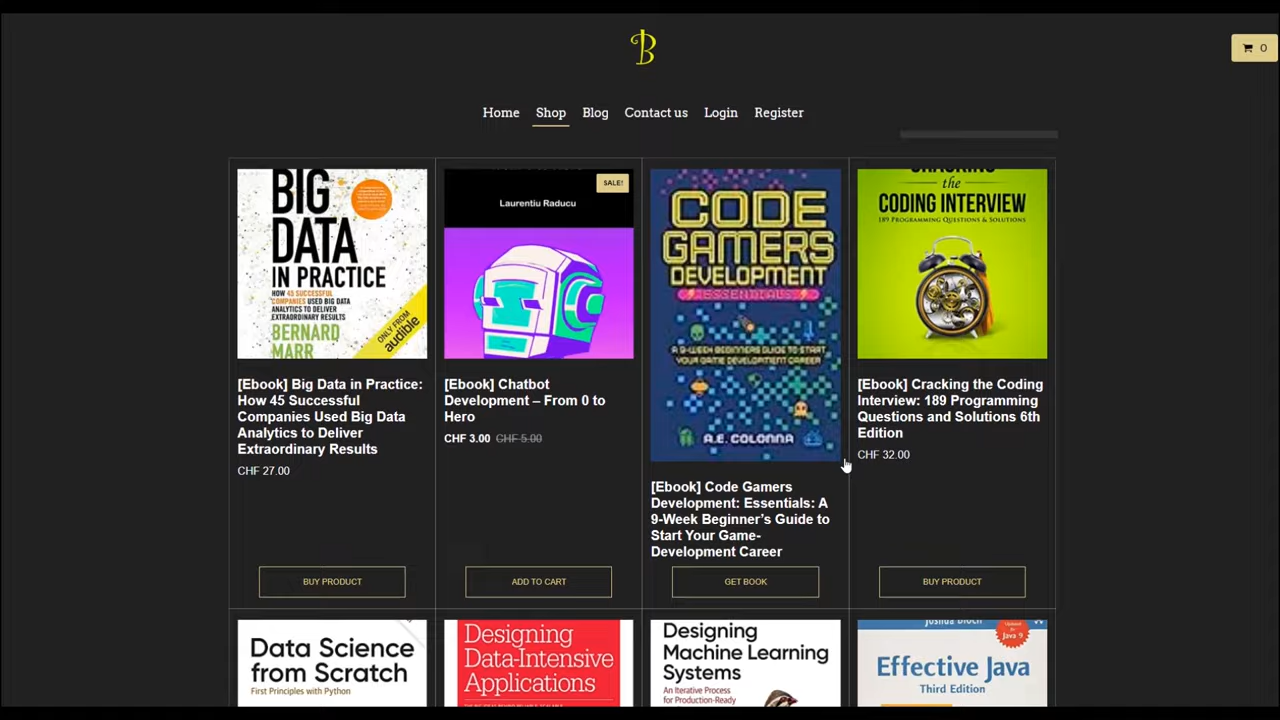 B
0
Home Shop Blog Contact us Login Register
BIG
DATA
IN PRACTICE
HOW 45 SUCCESSFUL
COMPANIES USED BIG DATA
ANALYTICS TO DELIVER
EXTRAORDINARY RESULTS
BERNARD
MARR
ONLY FROM
audible
[Ebook] Big Data in Practice:
How 45 Successful
Companies Used Big Data
Analytics to Deliver
Extraordinary Results
CHF 27.00
BUY PRODUCT
SALE!
Laurentiu Raducu
[Ebook] Chatbot
Development – From 0 to
Hero
CHF 3.00 CHF 5.00
ADD TO CART
CODE
GAMERS
DEVELOPMENT
ESSENTIALS
A 9-WEEK BEGINNERS GUIDE TO START
YOUR GAME DEVELOPMENT CAREER
A.E. COLONNA
[Ebook] Code Gamers
Development: Essentials: A
9-Week Beginner’s Guide to
Start Your Game-
Development Career
GET BOOK
CRACKING
the
CODING INTERVIEW
189 PROGRAMMING QUESTIONS & SOLUTIONS
[Ebook] Cracking the Coding
Interview: 189 Programming
Questions and Solutions 6th
Edition
CHF 32.00
BUY PRODUCT
Data Science
from Scratch
First Principles with Python
Designing
Data-Intensive
Applications
Designing
Machine Learning
Systems
An Iterative Process
for Production-Ready
Joshua Bloch
Updated
for
Java 9
Effective Java
Third Edition